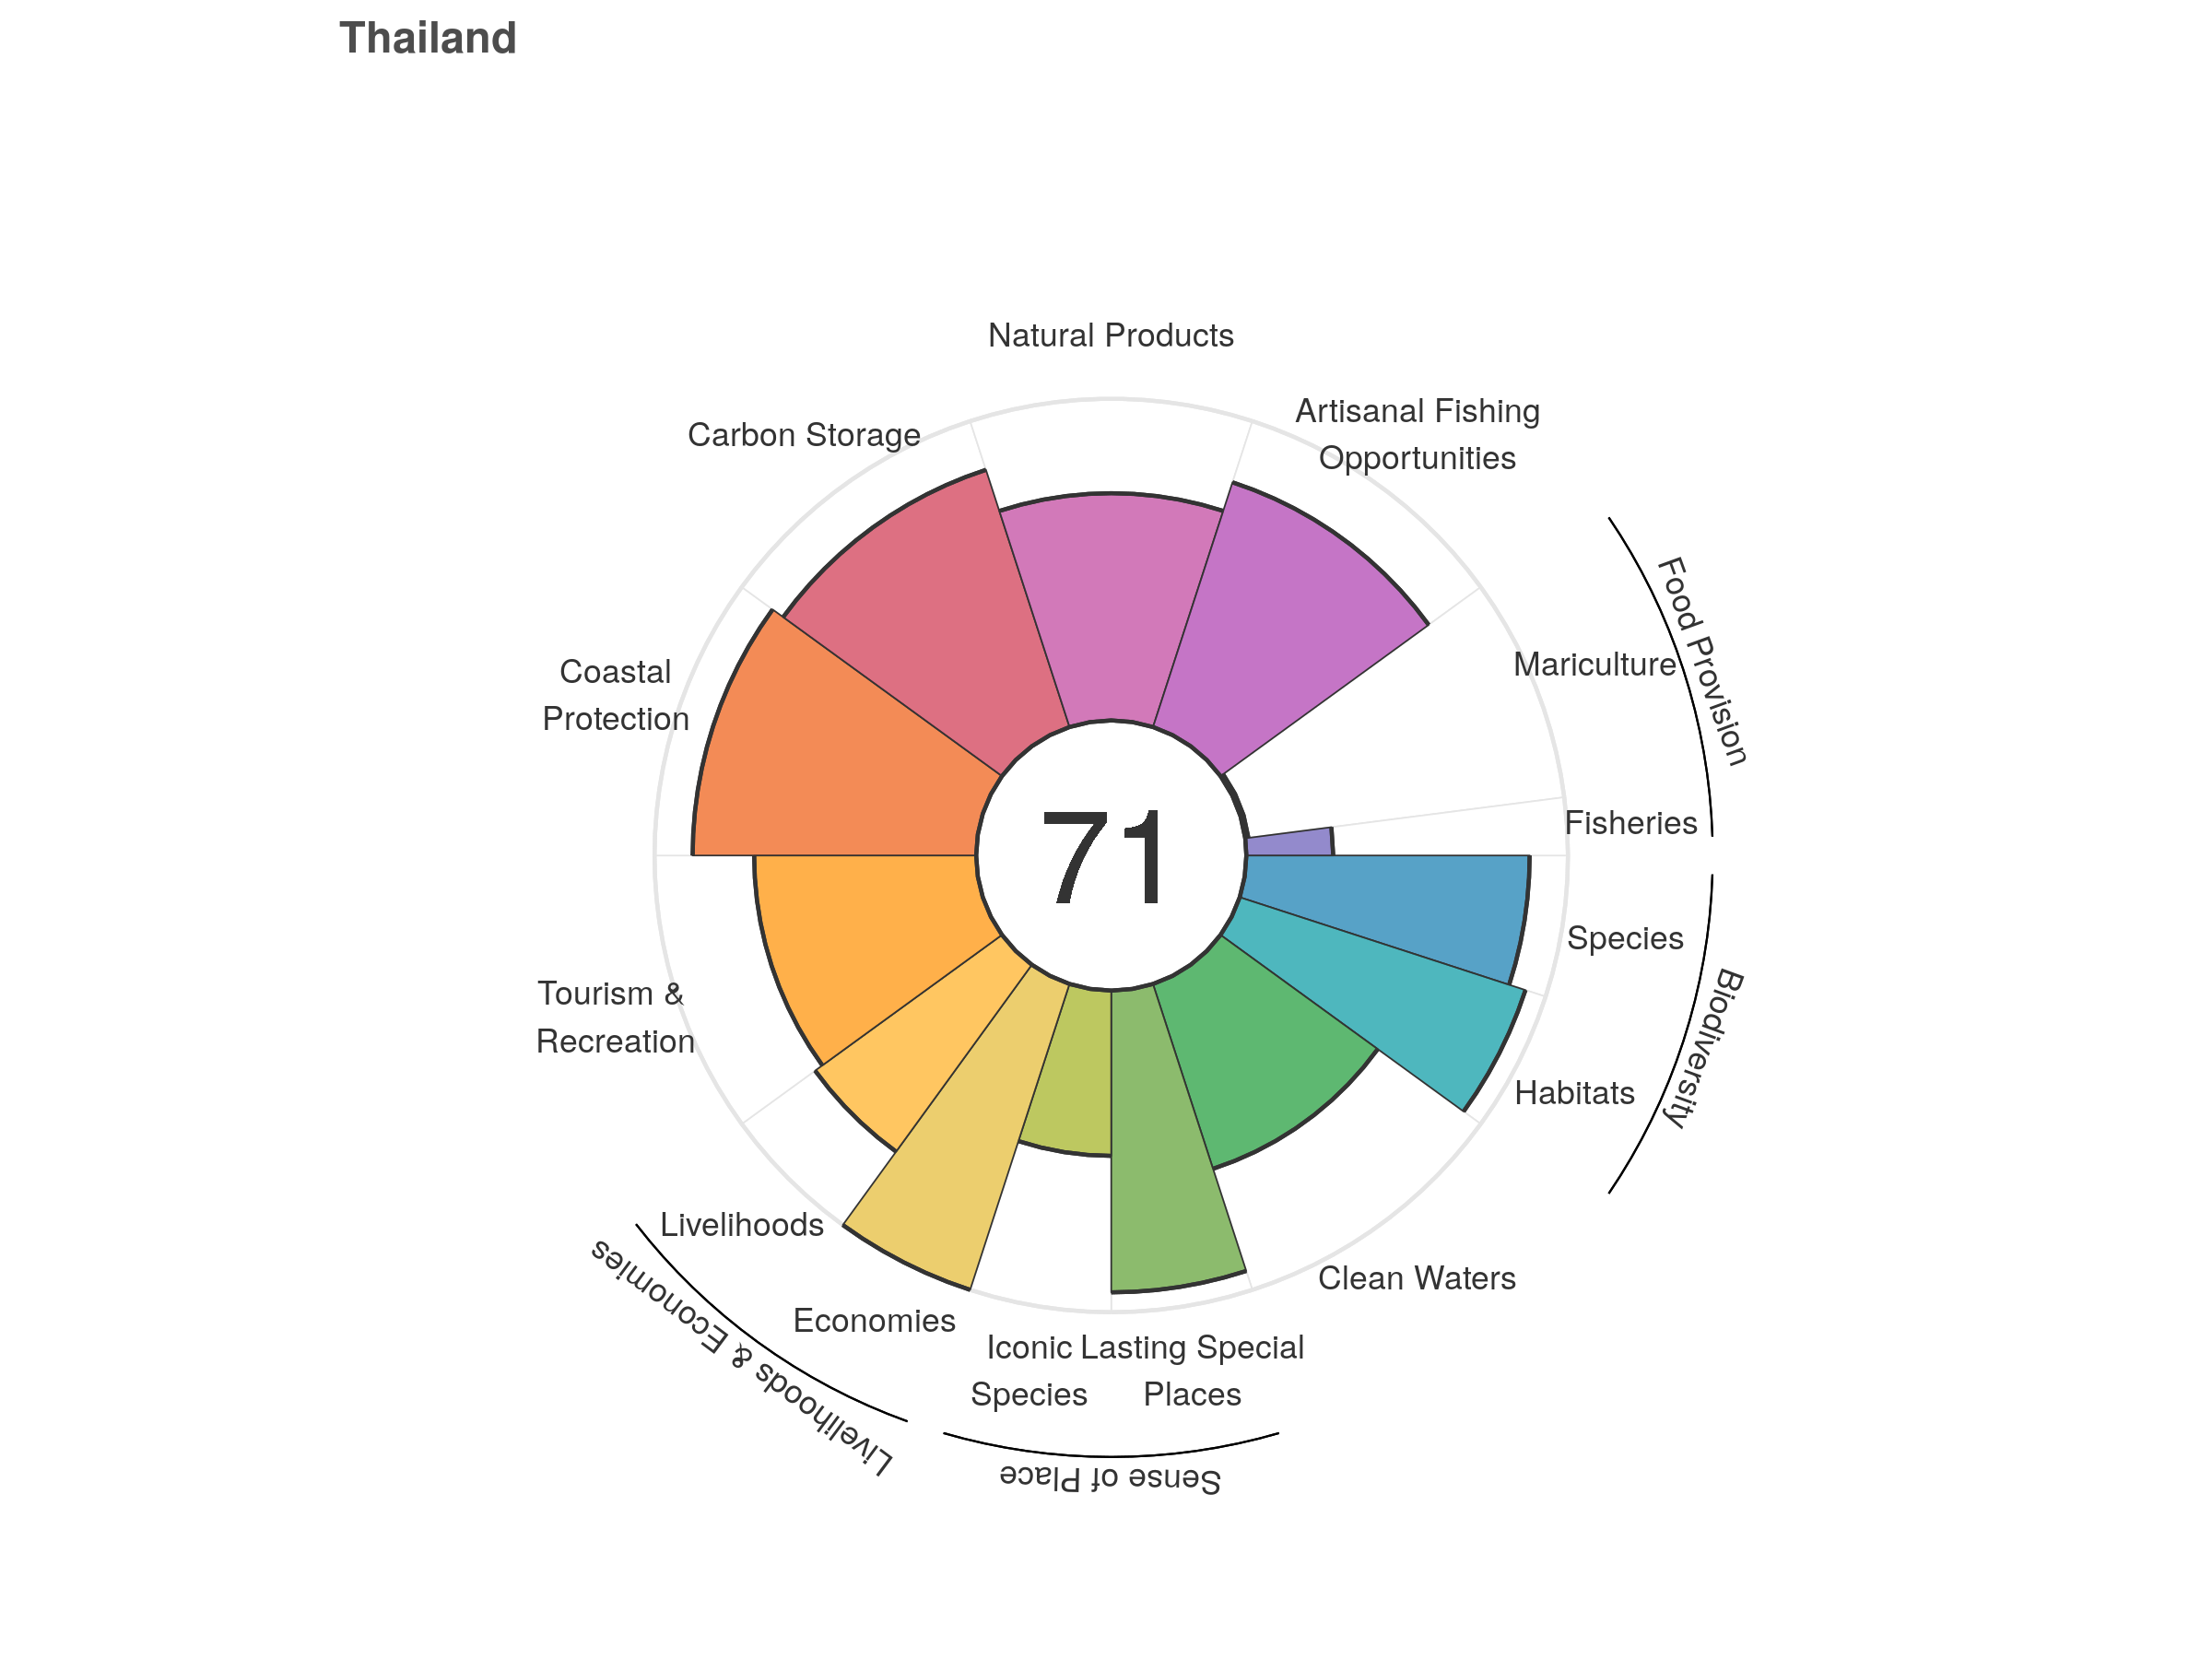 Thailand
Natural Products
Artisanal Fishing
Opportunities
Carbon Storage
Food Provision
Mariculture
Coastal
Protection
Fisheries
71
Species
Biodiversity
Tourism &
Recreation
Habitats
Livelihoods
Clean Waters
Economies
Livelihoods & Economies
Iconic
Species
Lasting Special
Places
Sense of Place